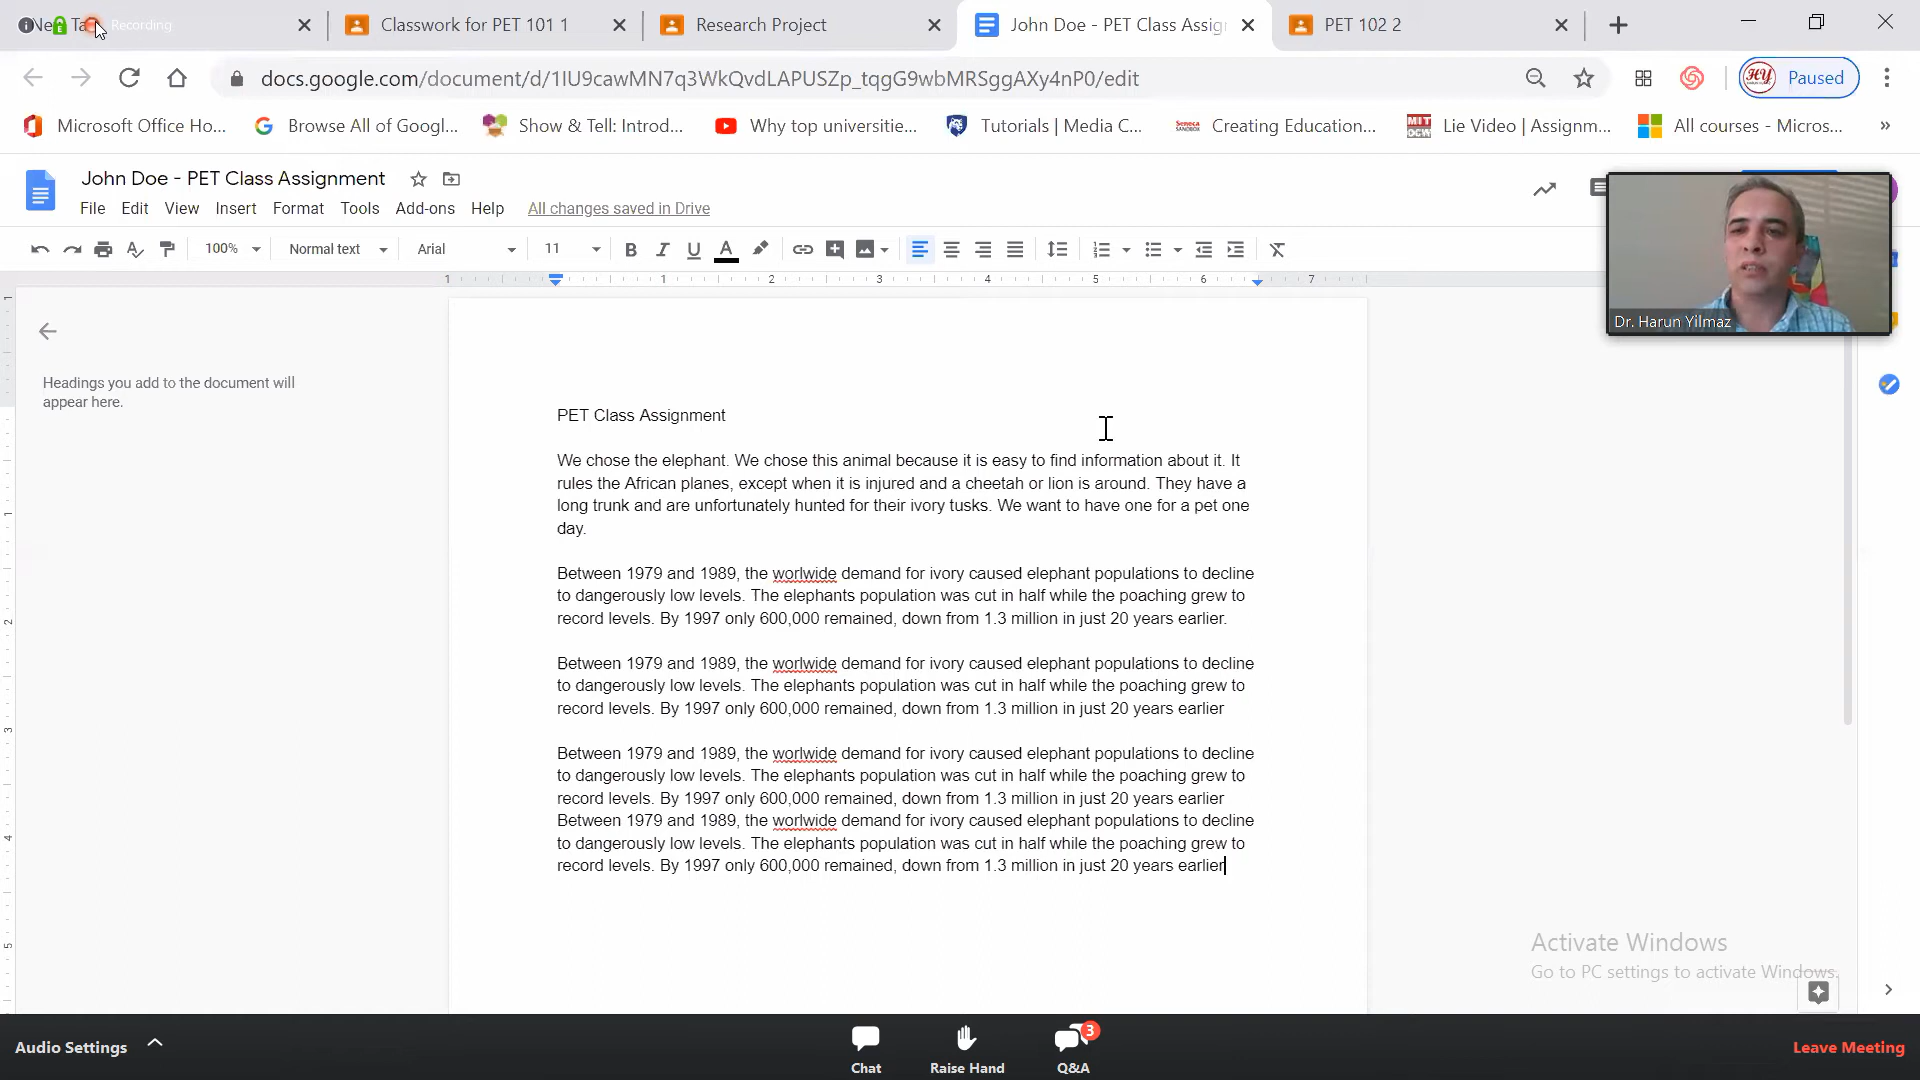 New Ta
Recording
Classwork for PET 101 1
Research Project
John Doe - PET Class Assig
PET 102 2
docs.google.com/document/d/1IU9cawMN7q3WkQvdLAPUSZp_tqgG9wbMRSggAXy4nP0/edit
Paused
Microsoft Office Ho...
Browse All of Googl...
Show & Tell: Introd...
Why top universitie...
Tutorials | Media C...
Creating Education...
Lie Video | Assignm...
All courses - Micros...
John Doe - PET Class Assignment
File Edit View Insert Format Tools Add-ons Help All changes saved in Drive
100% Normal text Arial 11 B I U A
1 1 2 3 4 5 6 7
Dr. Harun Yilmaz
Headings you add to the document will
appear here.
PET Class Assignment
We chose the elephant. We chose this animal because it is easy to find information about it. It
rules the African planes, except when it is injured and a cheetah or lion is around. They have a
long trunk and are unfortunately hunted for their ivory tusks. We want to have one for a pet one
day.
Between 1979 and 1989, the worlwide demand for ivory caused elephant populations to decline
to dangerously low levels. The elephants population was cut in half while the poaching grew to
record levels. By 1997 only 600,000 remained, down from 1.3 million in just 20 years earlier.
Between 1979 and 1989, the worlwide demand for ivory caused elephant populations to decline
to dangerously low levels. The elephants population was cut in half while the poaching grew to
record levels. By 1997 only 600,000 remained, down from 1.3 million in just 20 years earlier
Between 1979 and 1989, the worlwide demand for ivory caused elephant populations to decline
to dangerously low levels. The elephants population was cut in half while the poaching grew to
record levels. By 1997 only 600,000 remained, down from 1.3 million in just 20 years earlier
Between 1979 and 1989, the worlwide demand for ivory caused elephant populations to decline
to dangerously low levels. The elephants population was cut in half while the poaching grew to
record levels. By 1997 only 600,000 remained, down from 1.3 million in just 20 years earlier
Activate Windows
Go to PC settings to activate Windows.
Audio Settings
Chat
Raise Hand
3
Q&A
Leave Meeting